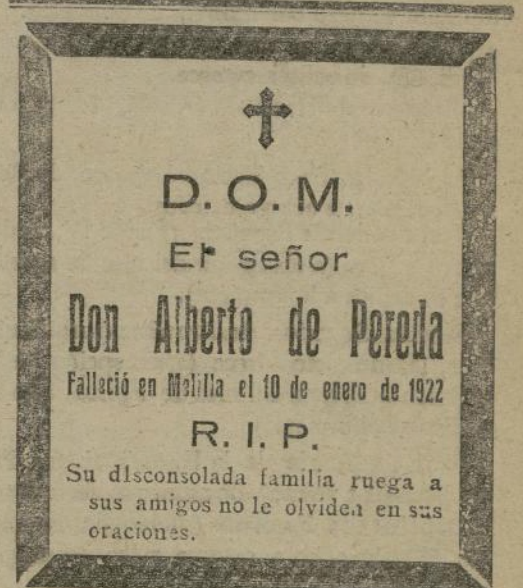 D. O. M.
El señor
Don Alberto de Pereda
Falleció en Melilla el 10 de enero de 1922
R. I. P.
Su disconsolada familia ruega a
sus amigos no le olviden en sus
oraciones.